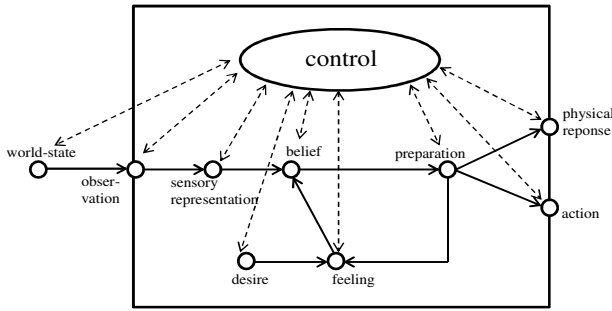 control
physical
reponse
world-state
belief
preparation
obser-
vation
sensory
representation
action
desire
feeling